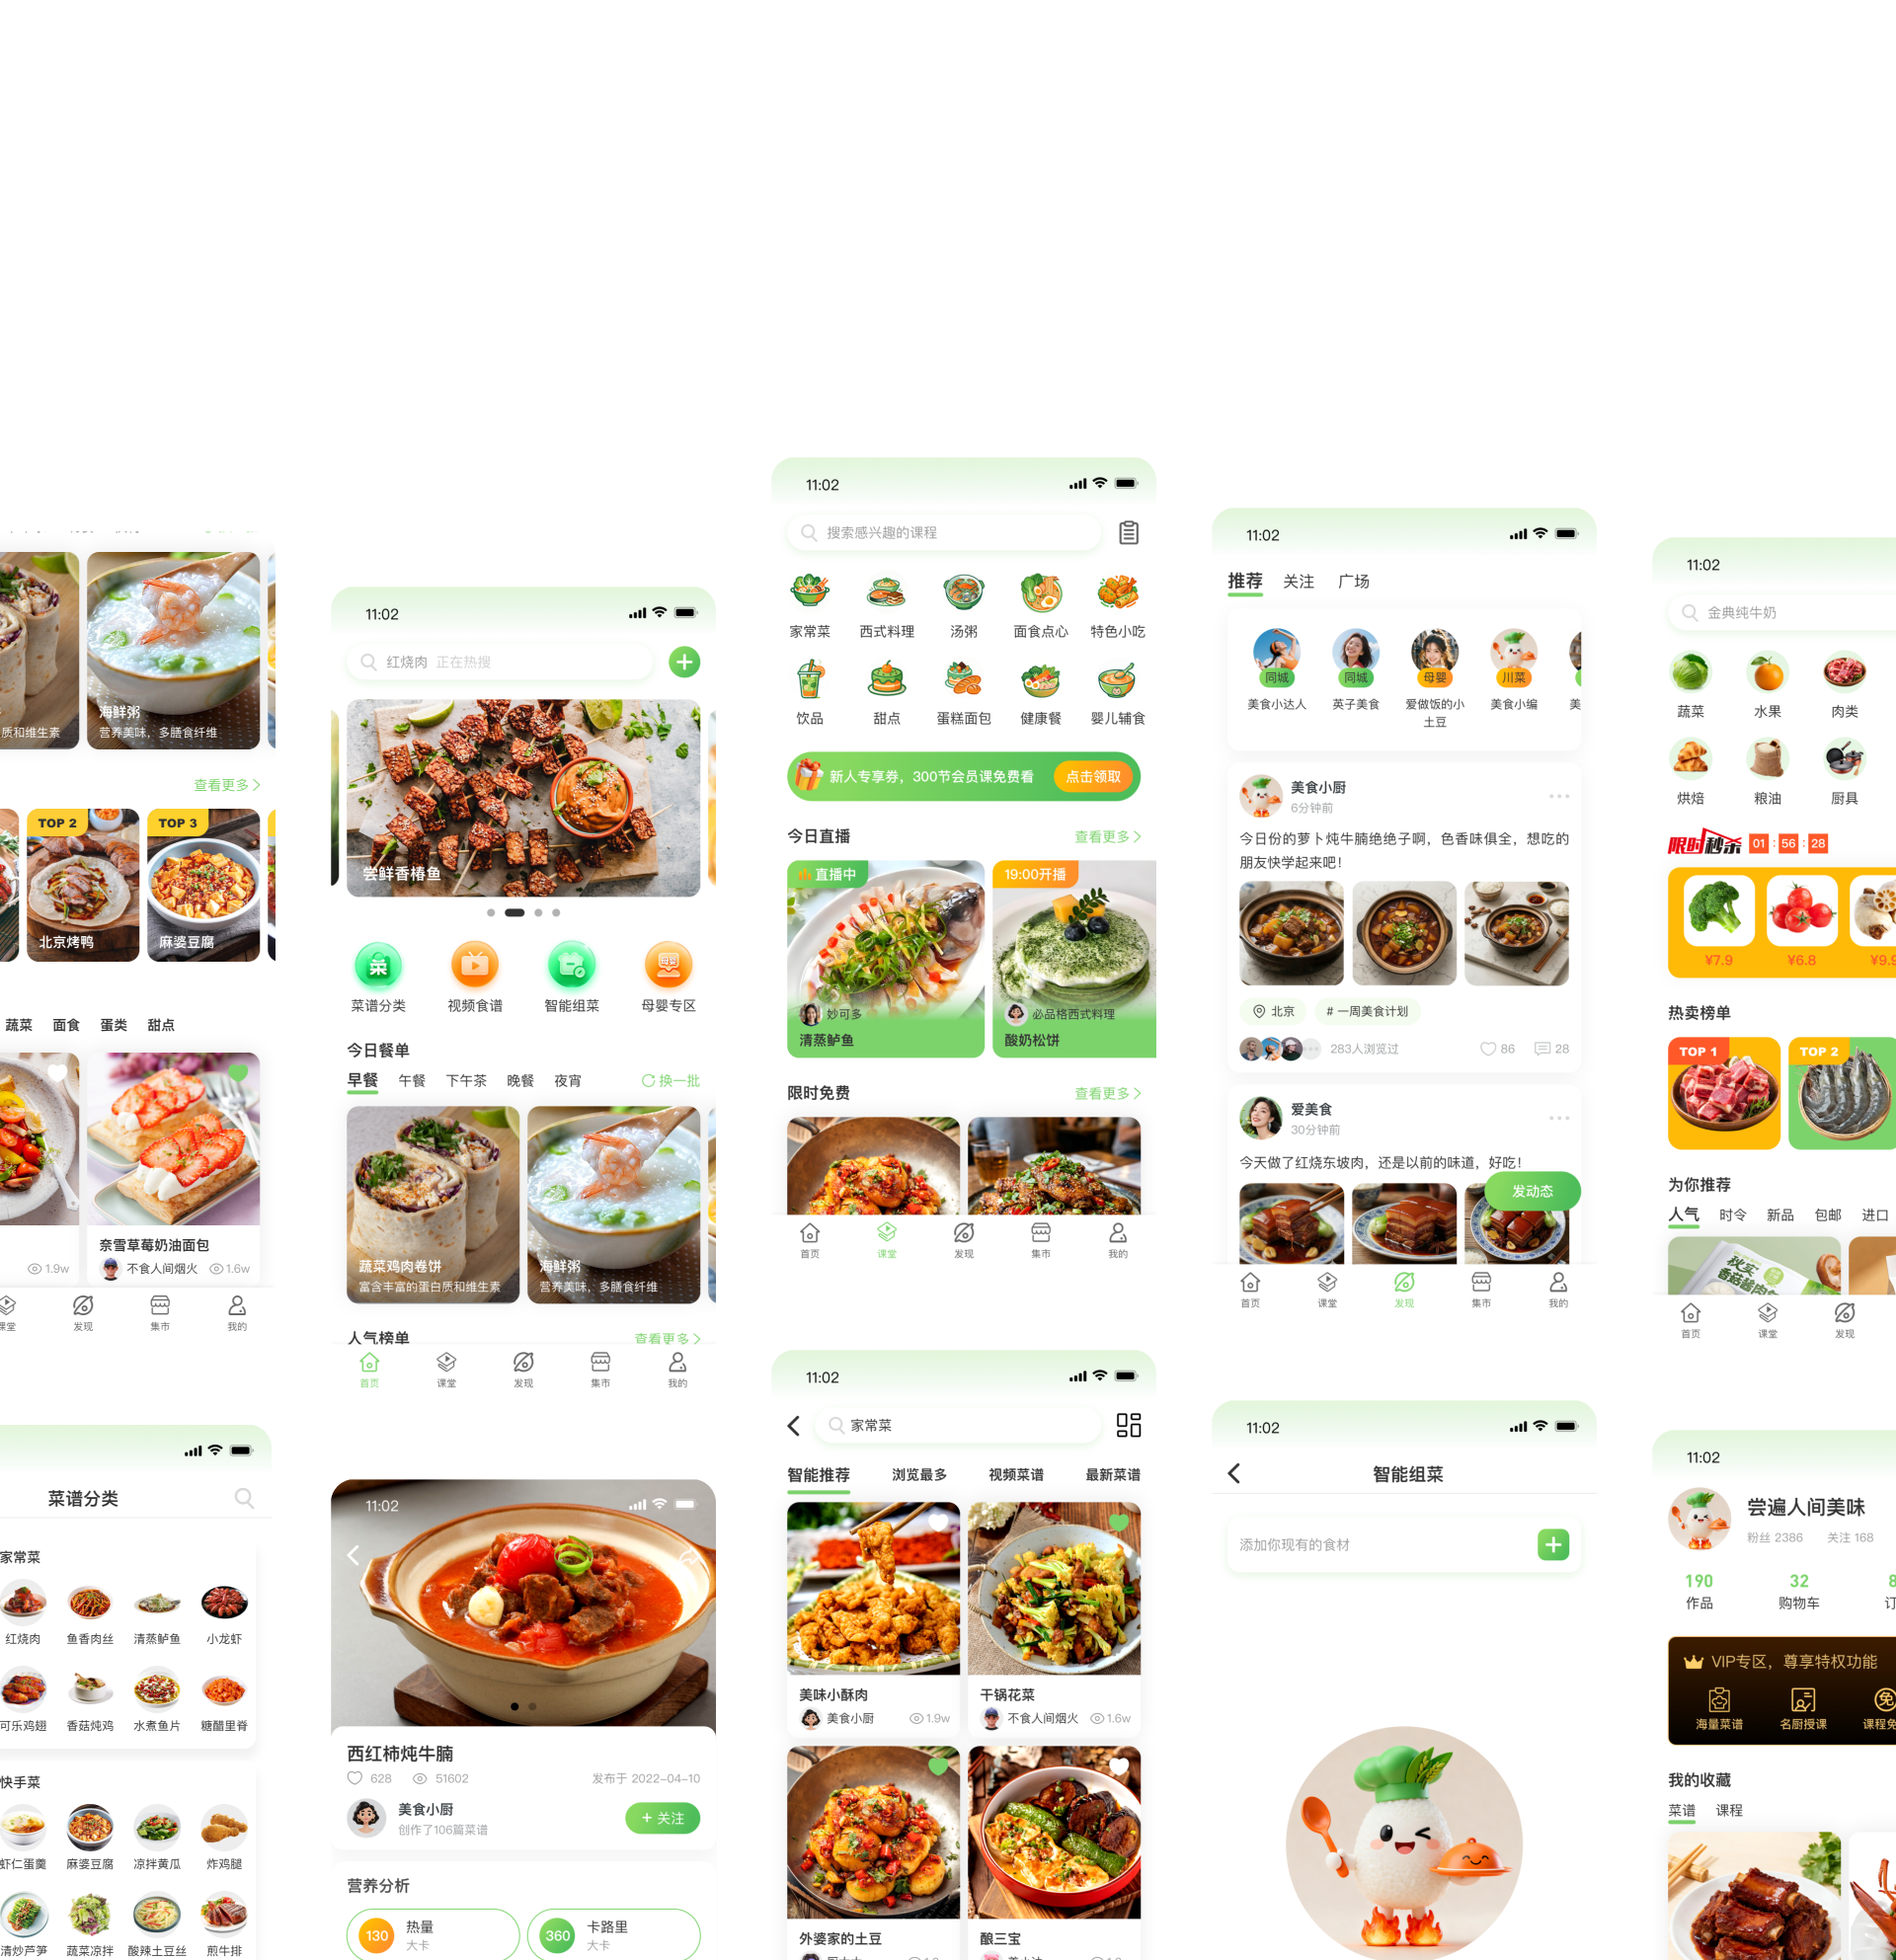 海鲜粥
质和维生素
营养美味，多膳食纤维
查看更多
TOP 2
TOP 3
北京烤鸭
麻婆豆腐
蔬菜 面食 蛋类 甜点
奈雪草莓奶油面包
1.9w
不食人间烟火
1.6w
课堂
发现
集市
我的
菜谱分类
家常菜
红烧肉
鱼香肉丝
清蒸鲈鱼
小龙虾
可乐鸡翅
香菇炖鸡
水煮鱼片
糖醋里脊
快手菜
虾仁蛋羹
麻婆豆腐
凉拌黄瓜
炸鸡腿
清炒芦笋
蔬菜凉拌
酸辣土豆丝
煎牛排
11:02
红烧肉 正在热搜
尝鲜香椿鱼
菜
菜谱分类
视频食谱
智能组菜
母婴专区
今日餐单
早餐 午餐 下午茶 晚餐 夜宵
换一批
蔬菜鸡肉卷饼
富含丰富的蛋白质和维生素
海鲜粥
营养美味，多膳食纤维
人气榜单
查看更多
首页
课堂
发现
集市
我的
11:02
西红柿炖牛腩
628
51602
发布于 2022-04-10
美食小厨
创作了106篇菜谱
+ 关注
营养分析
130
热量
大卡
360
卡路里
大卡
11:02
搜索感兴趣的课程
家常菜
西式料理
汤粥
面食点心
特色小吃
饮品
甜点
蛋糕面包
健康餐
婴儿辅食
新人专享券，300节会员课免费看
点击领取
今日直播
查看更多
直播中
妙可多
清蒸鲈鱼
19:00开播
必品格西式料理
酸奶松饼
限时免费
查看更多
首页
课堂
发现
集市
我的
11:02
家常菜
智能推荐
浏览最多
视频菜谱
最新菜谱
美味小酥肉
美食小厨
1.9w
干锅花菜
不食人间烟火
1.6w
外婆家的土豆
酿三宝
11:02
推荐 关注 广场
同城
同城
母婴
川菜
美食小达人
英子美食
爱做饭的小
土豆
美食小编
美
美食小厨
6分钟前
今日份的萝卜炖牛腩绝绝子啊，色香味俱全，想吃的
朋友快学起来吧！
北京
# 一周美食计划
283人浏览过
86
28
爱美食
30分钟前
今天做了红烧东坡肉，还是以前的味道，好吃！
发动态
首页
课堂
发现
集市
我的
11:02
智能组菜
添加你现有的食材
11:02
金典纯牛奶
蔬菜
水果
肉类
烘焙
粮油
厨具
限时秒杀
01 : 56 : 28
¥7.9
¥6.8
¥9.9
热卖榜单
TOP 1
TOP 2
为你推荐
人气 时令 新品 包邮 进口
首页
课堂
发现
11:02
尝遍人间美味
粉丝 2386
关注 168
190
作品
32
购物车
8
订
VIP专区，尊享特权功能
海量菜谱
名厨授课
免
课程免
我的收藏
菜谱 课程